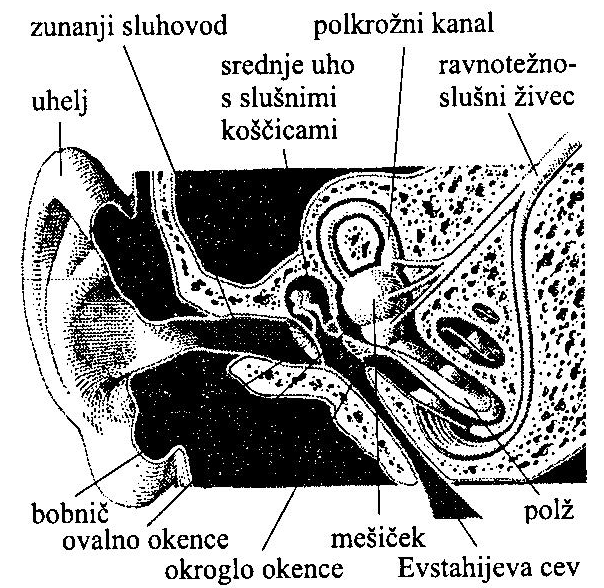 zunanji sluhovod
polkrožni kanal
srednje uho
s slušnimi
koščicami
ravnotežno-
slušni živec
uhelj
bobnič
ovalno okence
okroglo okence
mešiček
Evstahijeva cev
polž